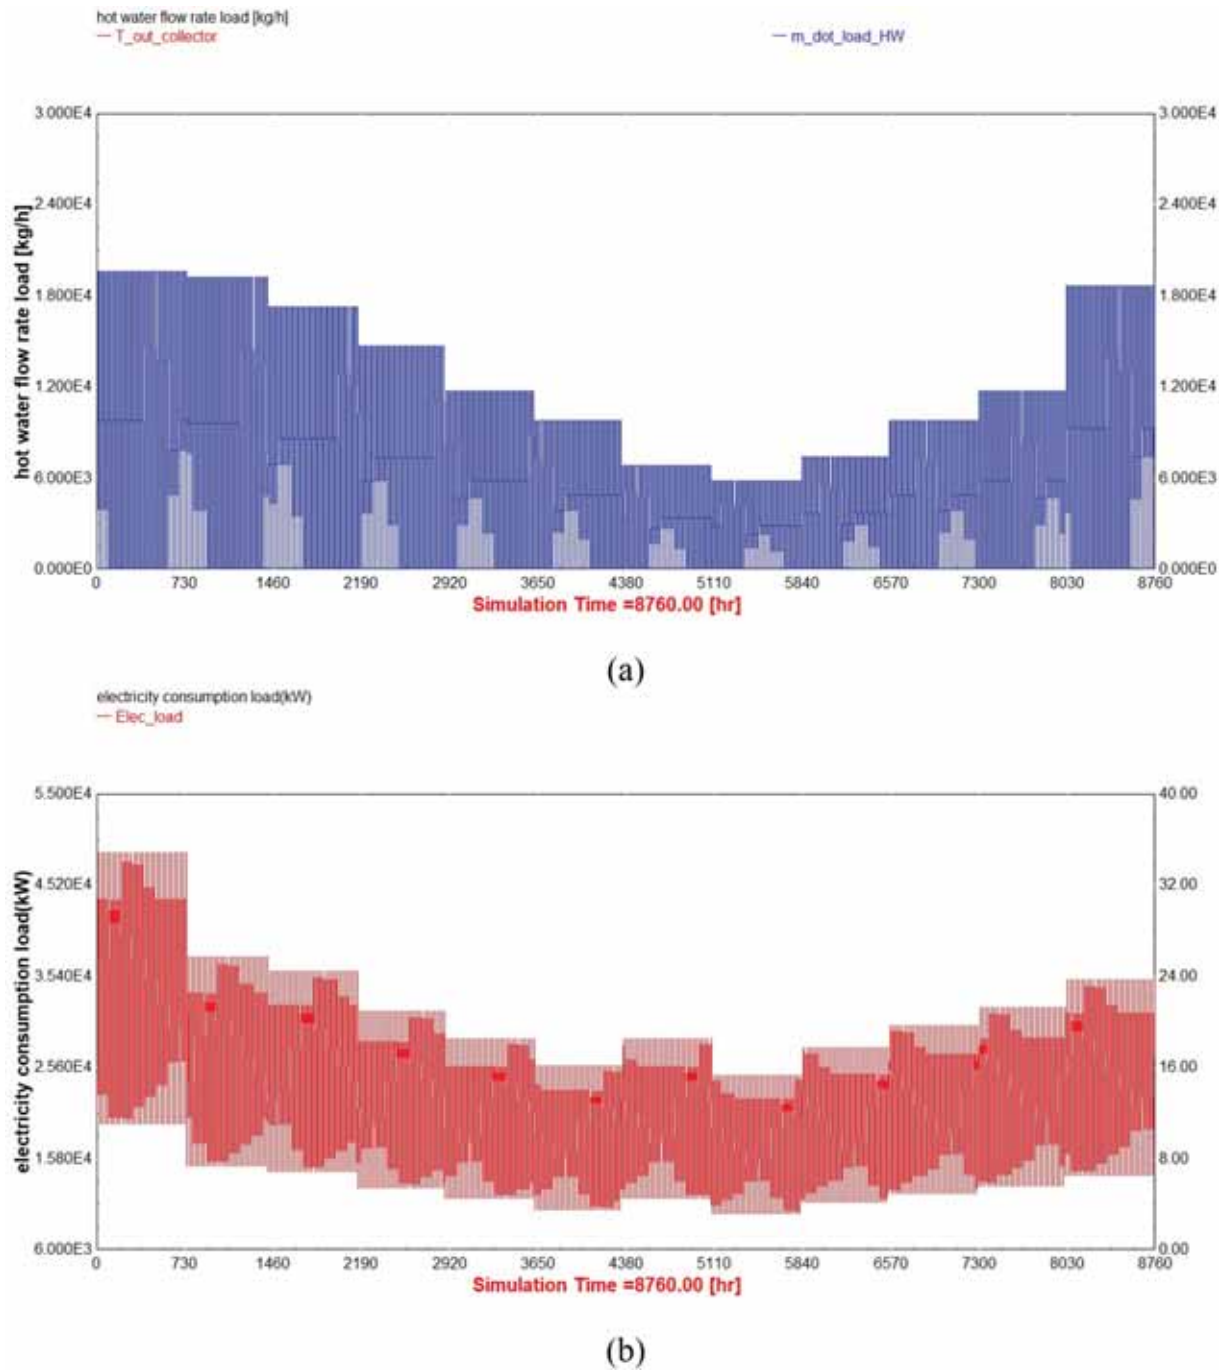 hot water flow rate load [kg/h]
— T_out_collector — m_dot_load_HW
3.000E4 3.000E4
2.400E4 2.400E4
1.800E4 1.800E4
1.200E4 1.200E4
6.000E3 6.000E3
0.000E0 0.000E0
hot water flow rate load [kg/h]
0 730 1460 2190 2920 3650 4380 5110 5840 6570 7300 8030 8760
Simulation Time =8760.00 [hr]
(a)
electricity consumption load(kW)
— Elec_load
5.500E4 40.00
4.520E4 32.00
3.540E4 24.00
2.560E4 16.00
1.580E4 8.00
6.000E3 0.00
electricity consumption load(kW)
0 730 1460 2190 2920 3650 4380 5110 5840 6570 7300 8030 8760
Simulation Time =8760.00 [hr]
(b)